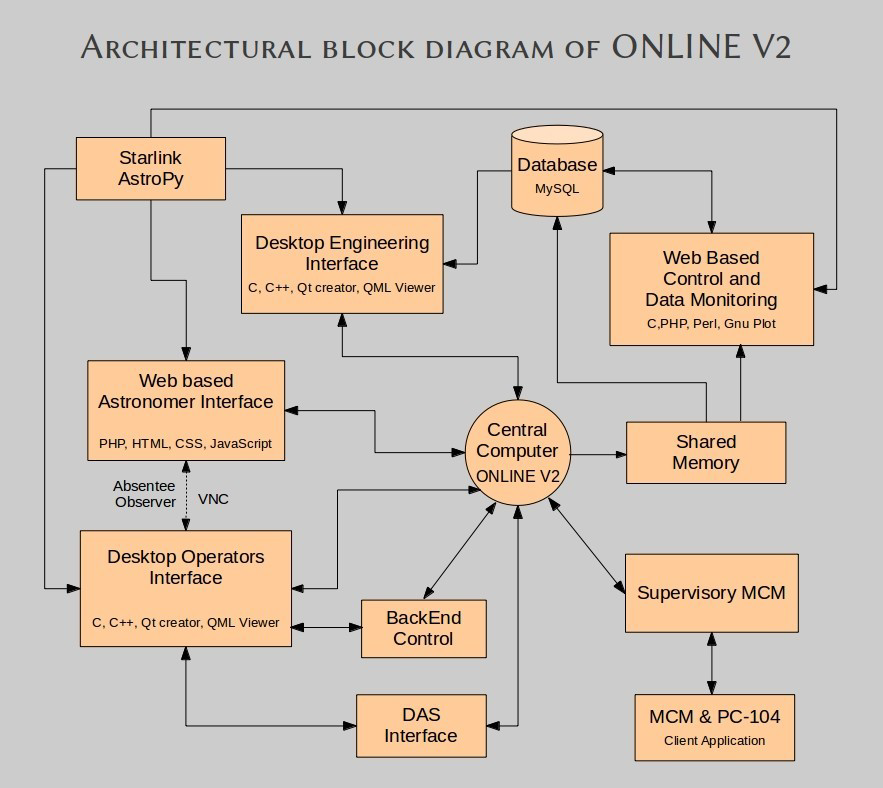 Architectural block diagram of ONLINE V2
Starlink
AstroPy
Database
MySQL
Desktop Engineering
Interface
C, C++, Qt creator, QML Viewer
Web Based
Control and
Data Monitoring
C,PHP, Perl, Gnu Plot
Web based
Astronomer Interface
PHP, HTML, CSS, JavaScript
Central
Computer
ONLINE V2
Shared
Memory
Absentee
Observer
VNC
Desktop Operators
Interface
C, C++, Qt creator, QML Viewer
BackEnd
Control
Supervisory MCM
DAS
Interface
MCM & PC-104
Client Application